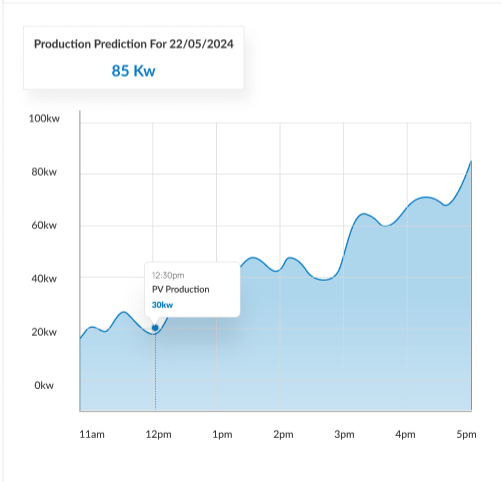 Production Prediction For 22/05/2024
85 Kw
100kw
80kw
60kw
40kw
20kw
0kw
12:30pm
PV Production
30kw
11am 12pm 1pm 2pm 3pm 4pm 5pm